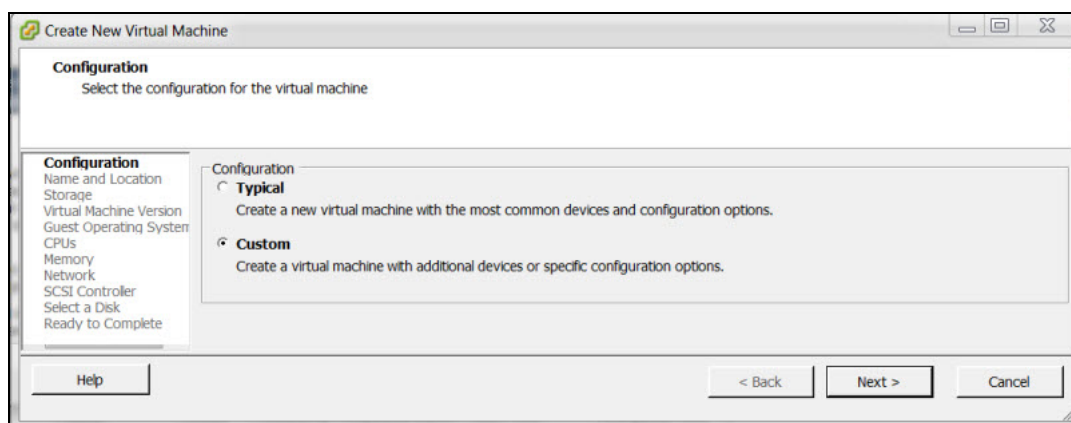 Create New Virtual Machine
Configuration
Select the configuration for the virtual machine
Configuration
Name and Location
Storage
Virtual Machine Version
Guest Operating System
CPUs
Memory
Network
SCSI Controller
Select a Disk
Ready to Complete
Configuration
Typical
Create a new virtual machine with the most common devices and configuration options.
Custom
Create a virtual machine with additional devices or specific configuration options.
Help
< Back
Next >
Cancel